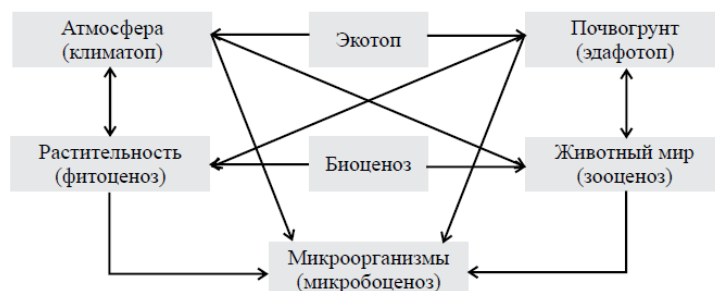 Атмосфера
(климатоп)
Экотоп
Почвогрунт
(эдафотоп)
Растительность
(фитоценоз)
Биоценоз
Животный мир
(зооценоз)
Микроорганизмы
(микробоценоз)